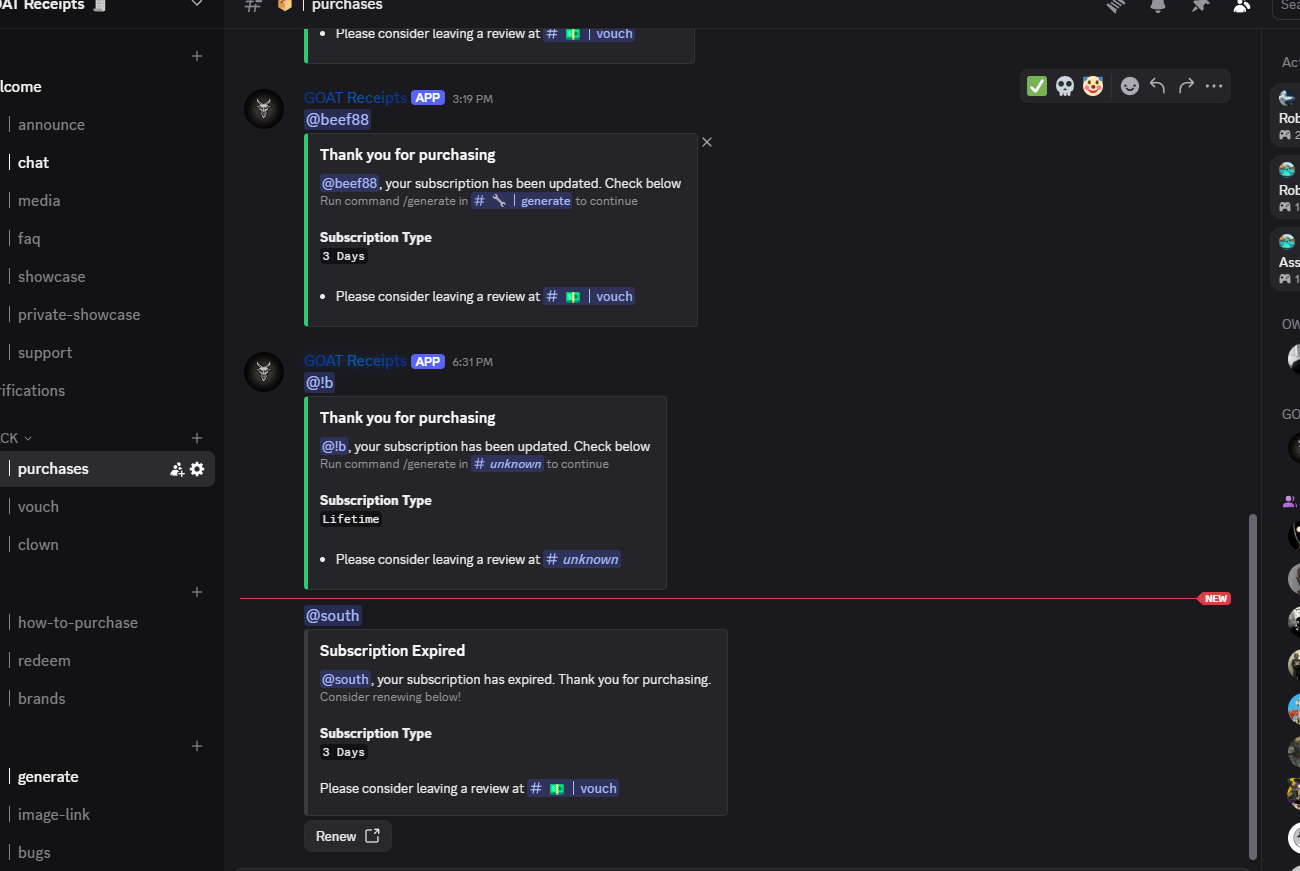 OAT Receipts
purchases
Sea
Please consider leaving a review at # | vouch
lcome
announce
chat
media
faq
showcase
private-showcase
support
rifications
CK
purchases
vouch
clown
how-to-purchase
redeem
brands
generate
image-link
bugs
GOAT Receipts APP 3:19 PM
@beef88
Thank you for purchasing
@beef88, your subscription has been updated. Check below
Run command /generate in # | generate to continue
Subscription Type
3 Days
• Please consider leaving a review at # | vouch
GOAT Receipts APP 6:31 PM
@!b
Thank you for purchasing
@!b, your subscription has been updated. Check below
Run command /generate in # unknown to continue
Subscription Type
Lifetime
• Please consider leaving a review at # unknown
NEW
@south
Subscription Expired
@south, your subscription has expired. Thank you for purchasing.
Consider renewing below!
Subscription Type
3 Days
Please consider leaving a review at # | vouch
Renew
Act
Rob
2
Rob
1
Ass
1
OW
GO